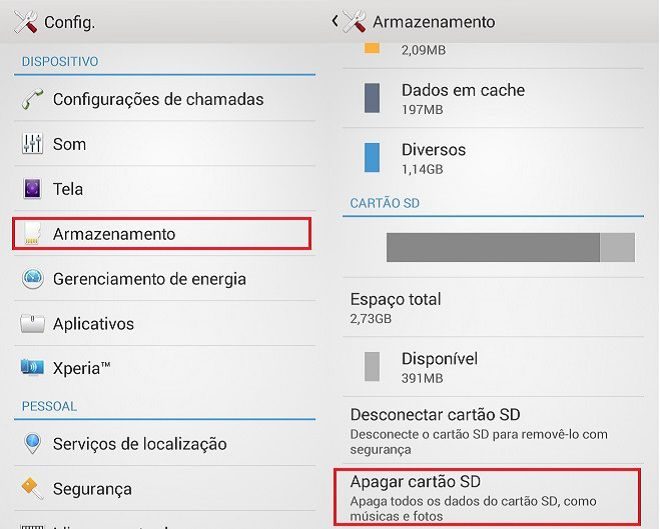 Config.
DISPOSITIVO
Configurações de chamadas
Som
Tela
Armazenamento
Gerenciamento de energia
Aplicativos
Xperia™
PESSOAL
Serviços de localização
Segurança
Armazenamento
2,09MB
Dados em cache
197MB
Diversos
1,14GB
CARTÃO SD
Espaço total
2,73GB
Disponível
391MB
Desconectar cartão SD
Desconecte o cartão SD para removê-lo com
segurança
Apagar cartão SD
Apaga todos os dados do cartão SD, como
músicas e fotos